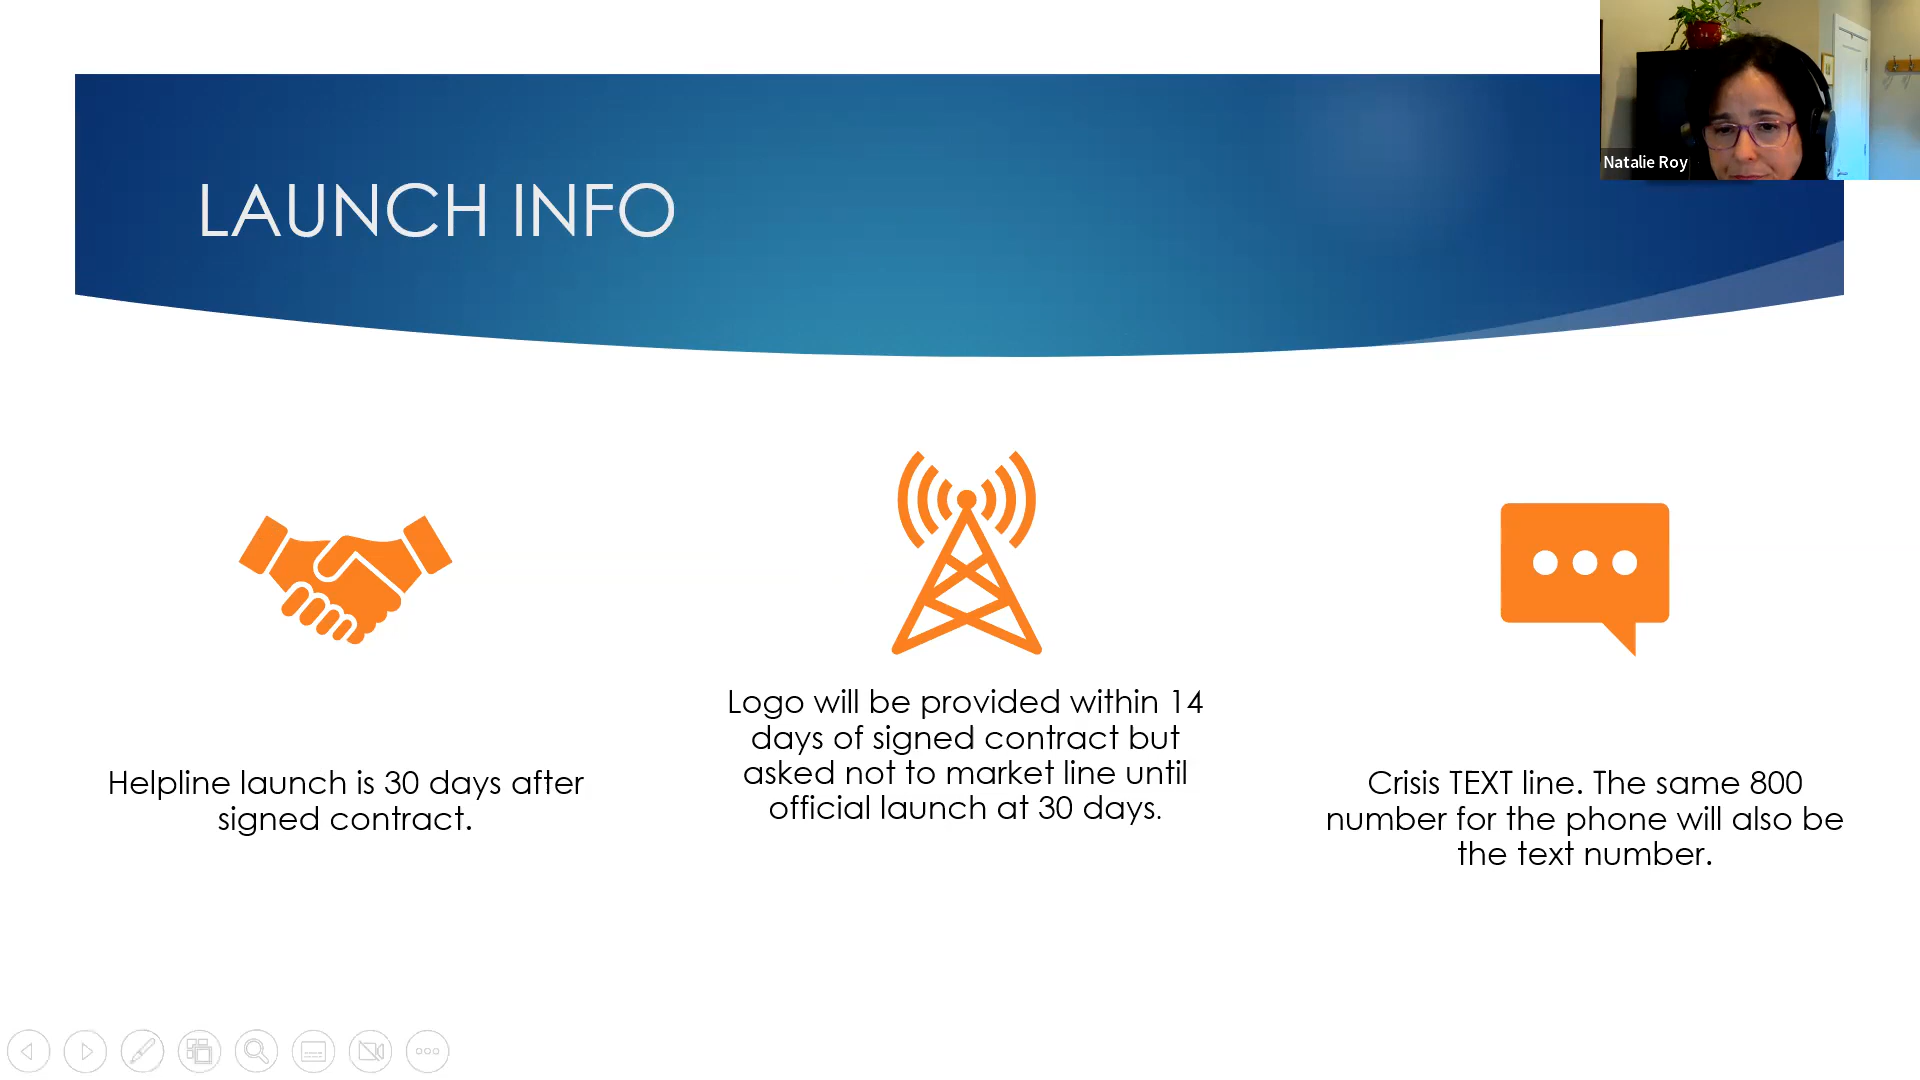 Natalie Roy
LAUNCH INFO
Helpline launch is 30 days after
signed contract.
Logo will be provided within 14
days of signed contract but
asked not to market line until
official launch at 30 days.
Crisis TEXT line. The same 800
number for the phone will also be
the text number.